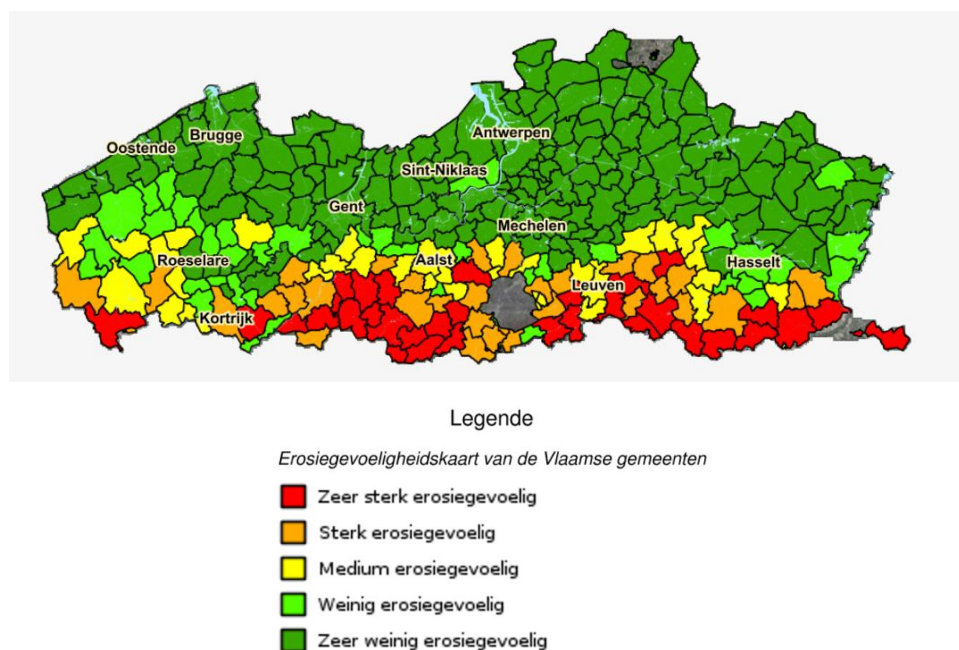 Antwerpen
Brugge
Oostende
Sint-Niklaas
Gent
Mechelen
Roeselare
Aalst
Hasselt
Leuven
Kortrijk
Legende
Erosiegevoeligheidskaart van de Vlaamse gemeenten
Zeer sterk erosiegevoelig
Sterk erosiegevoelig
Medium erosiegevoelig
Weinig erosiegevoelig
Zeer weinig erosiegevoelig